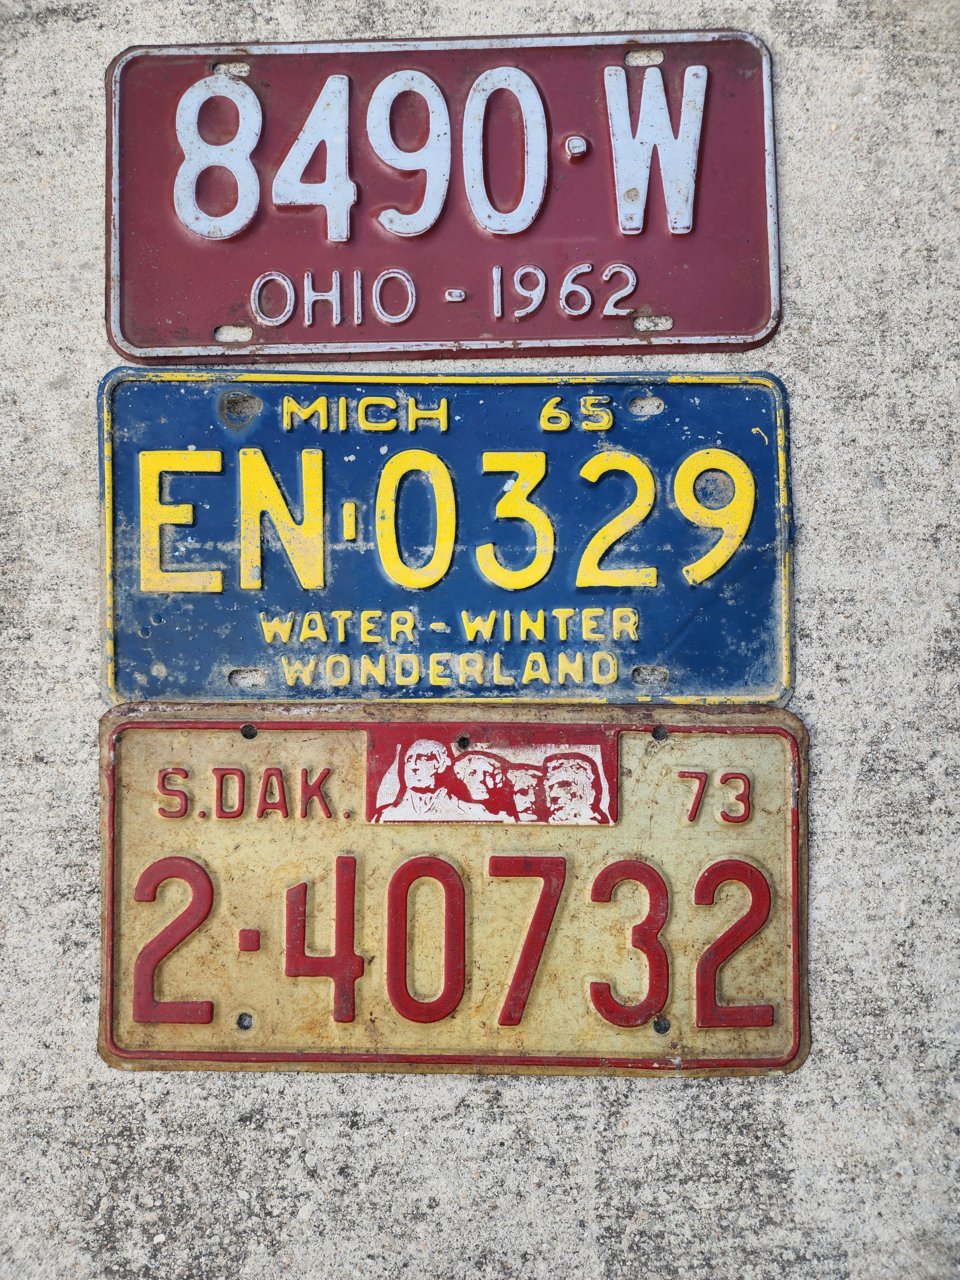 8490·W
OHIO - 1962
MICH 65
EN-0329
WATER-WINTER
WONDERLAND
S.DAK. 73
2·40732